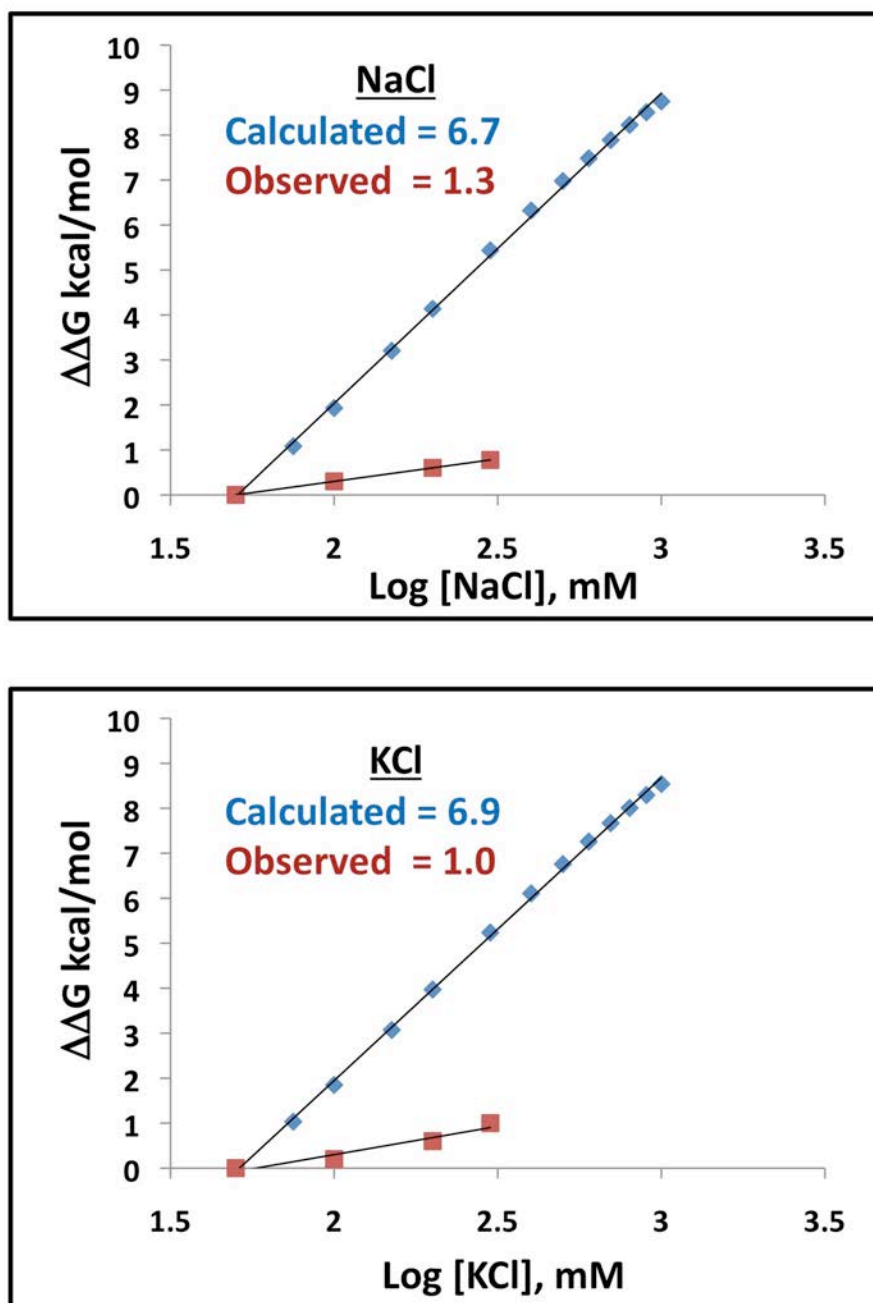 10
9
8
7
6
5
4
3
2
1
0
NaCl
Calculated = 6.7
Observed = 1.3
ΔΔG kcal/mol
1.5 2 2.5 3 3.5
Log [NaCl], mM
10
9
8
7
6
5
4
3
2
1
0
KCl
Calculated = 6.9
Observed = 1.0
ΔΔG kcal/mol
1.5 2 2.5 3 3.5
Log [KCl], mM